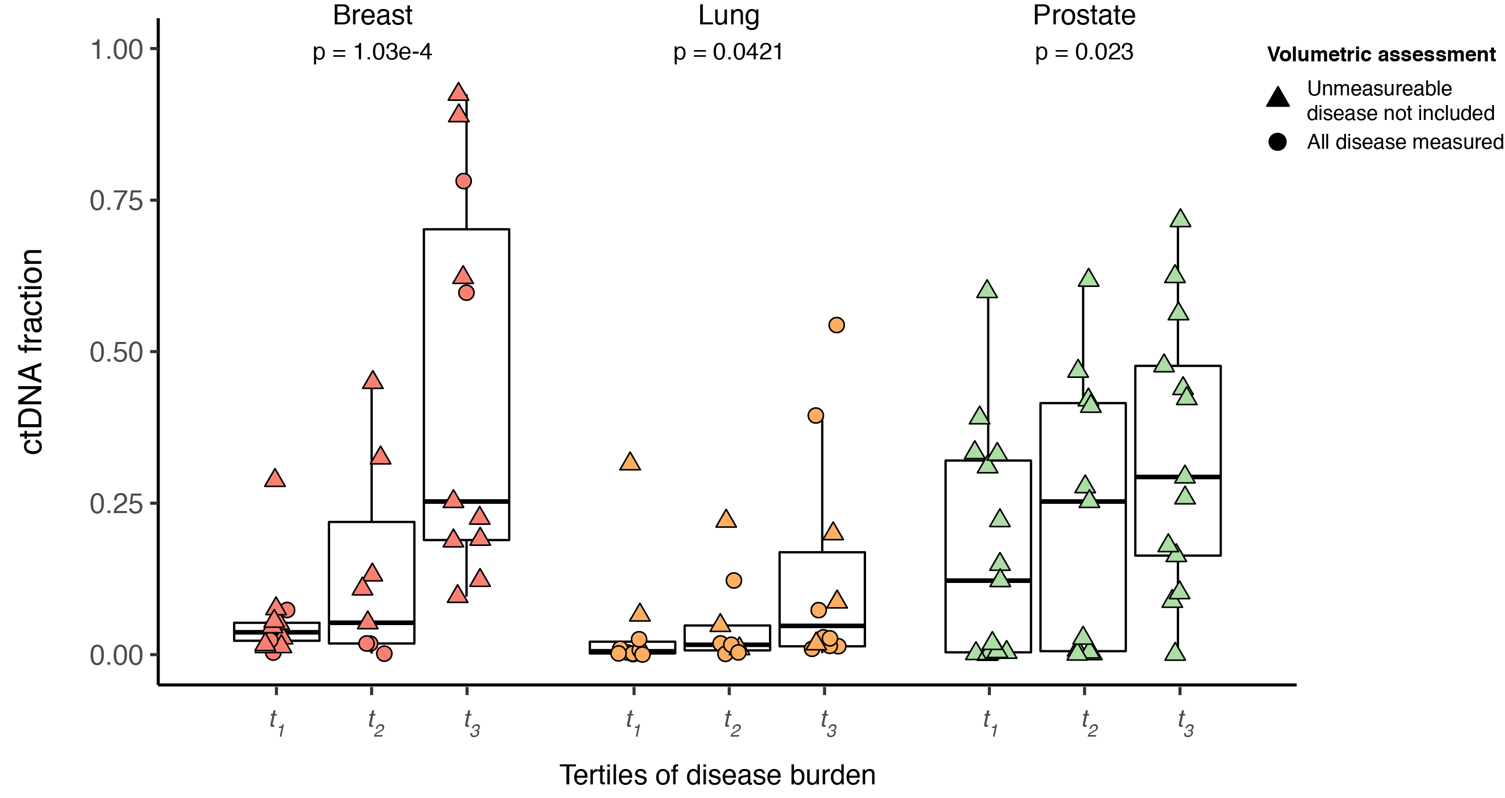 Breast Lung Prostate
p = 1.03e-4 p = 0.0421 p = 0.023
1.00
0.75
0.50
0.25
0.00
ctDNA fraction
t1 t2 t3 t1 t2 t3 t1 t2 t3
Tertiles of disease burden
Volumetric assessment
Unmeasureable
disease not included
All disease measured